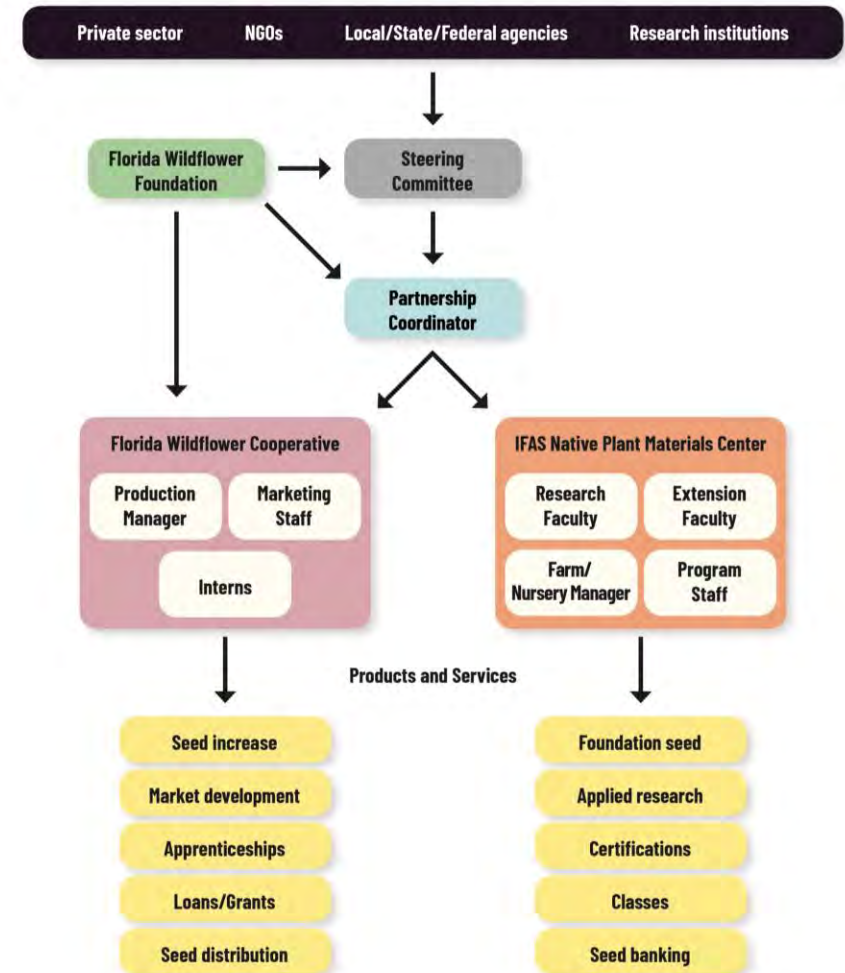 Private sector NGOs Local/State/Federal agencies Research institutions
Florida Wildflower
Foundation
Steering
Committee
Partnership
Coordinator
Florida Wildflower Cooperative
Production
Manager
Marketing
Staff
Interns
IFAS Native Plant Materials Center
Research
Faculty
Extension
Faculty
Farm/
Nursery Manager
Program
Staff
Products and Services
Seed increase
Market development
Apprenticeships
Loans/Grants
Seed distribution
Foundation seed
Applied research
Certifications
Classes
Seed banking